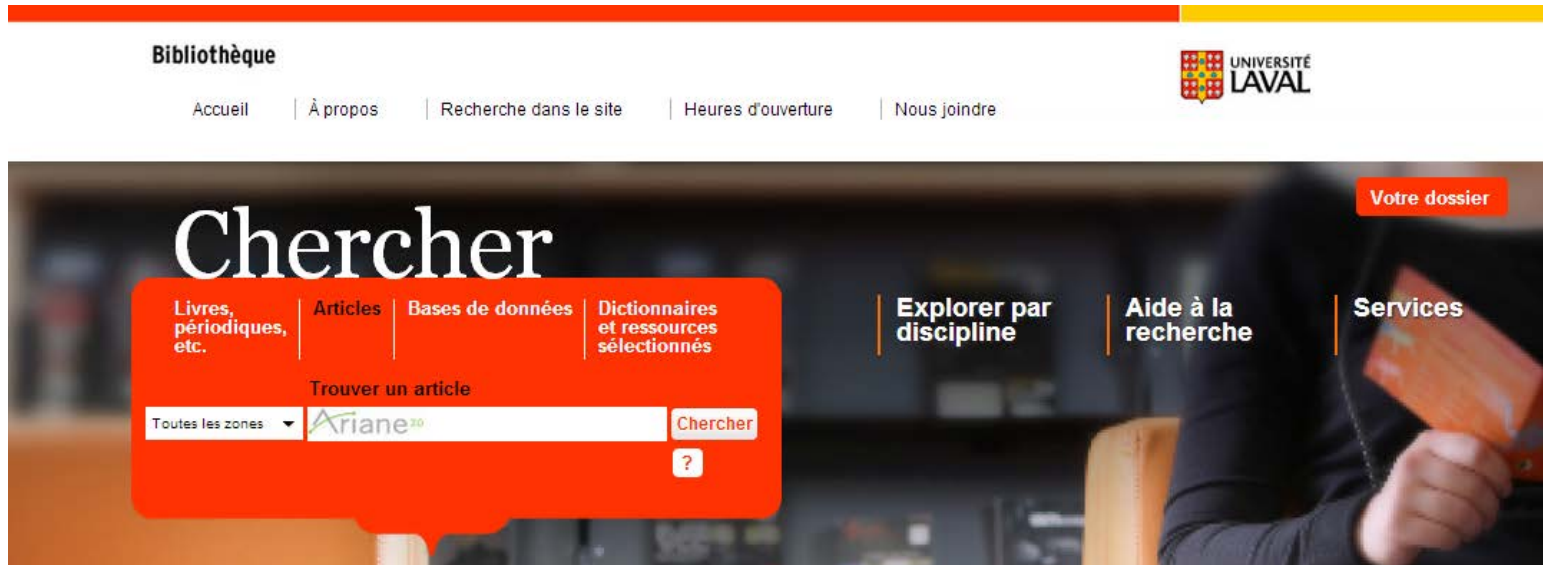 Bibliothèque
UNIVERSITÉ
LAVAL
Accueil
À propos
Recherche dans le site
Heures d'ouverture
Nous joindre
Votre dossier
Chercher
Livres,
périodiques,
etc.
Articles
Bases de données
Dictionnaires
et ressources
sélectionnés
Explorer par
discipline
Aide à la
recherche
Services
Trouver un article
Toutes les zones
Ariane 2.0
Chercher
?